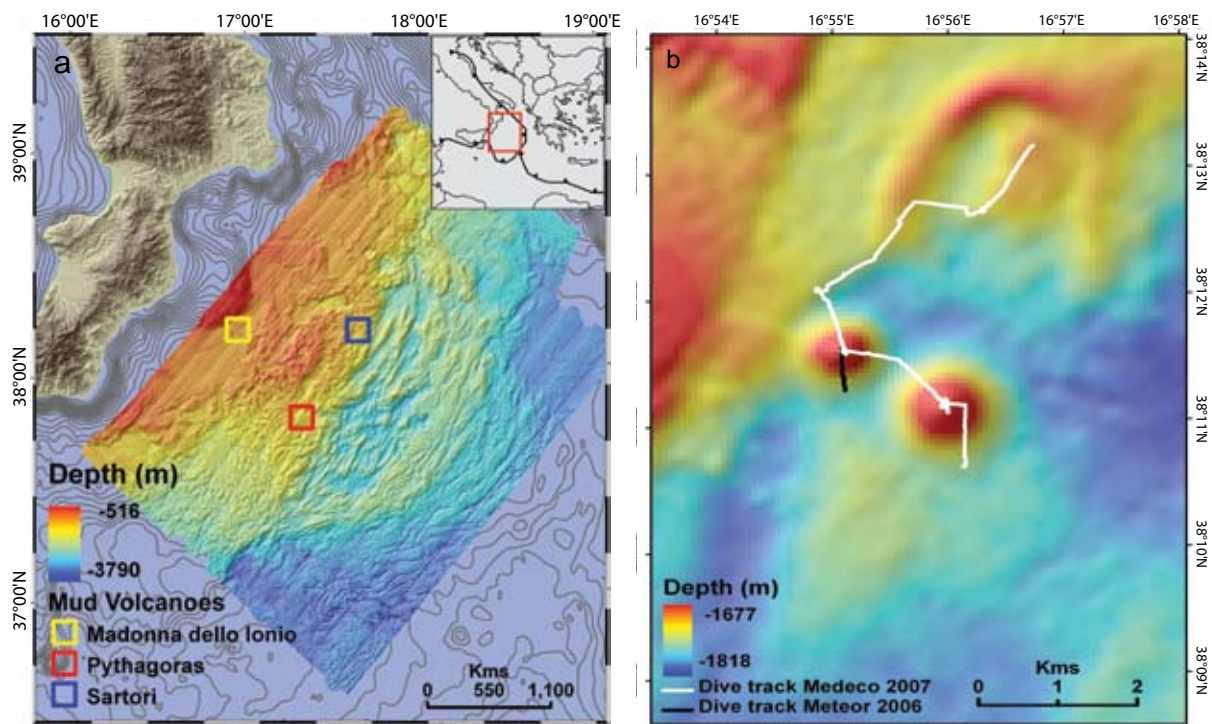 16°00'E 17°00'E 18°00'E 19°00'E
a
39°00'N
38°00'N
37°00'N
Depth (m)
-516
-3790
Mud Volcanoes
Madonna dello Ionio
Pythagoras
Sartori
Kms
0 550 1,100
16°54'E 16°55'E 16°56'E 16°57'E 16°58'E
b
38°14'N
38°13'N
38°12'N
38°11'N
38°10'N
38°09'N
Depth (m)
-1677
-1818
Dive track Medeco 2007
Dive track Meteor 2006
Kms
0 1 2